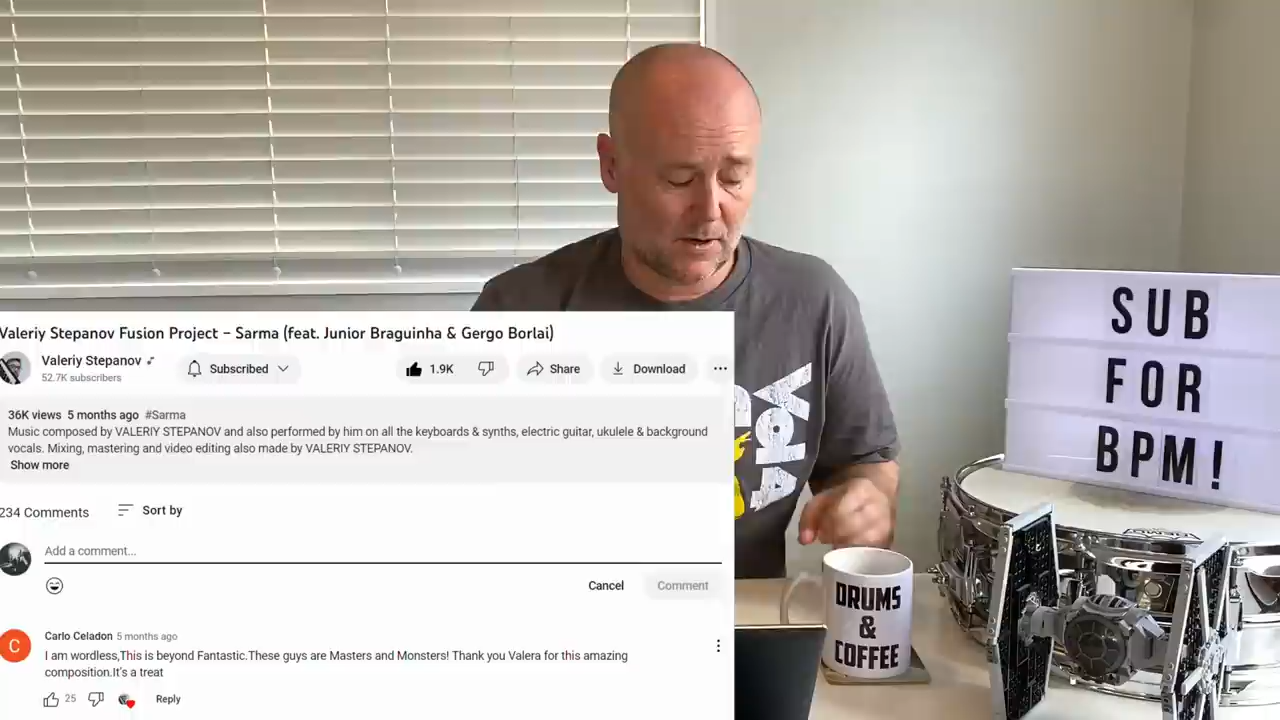 Valeriy Stepanov Fusion Project – Sarma (feat. Junior Braguinha & Gergo Borlai)
Valeriy Stepanov
52.7K subscribers
Subscribed
1.9K
Share
Download
36K views 5 months ago #Sarma
Music composed by VALERIY STEPANOV and also performed by him on all the keyboards & synths, electric guitar, ukulele & background
vocals. Mixing, mastering and video editing also made by VALERIY STEPANOV.
Show more
234 Comments
Sort by
Add a comment...
Cancel
Comment
C
Carlo Celadon 5 months ago
I am wordless,This is beyond Fantastic.These guys are Masters and Monsters! Thank you Valera for this amazing
composition.It's a treat
25
Reply
SUB
FOR
BPM!
DRUMS
&
COFFEE